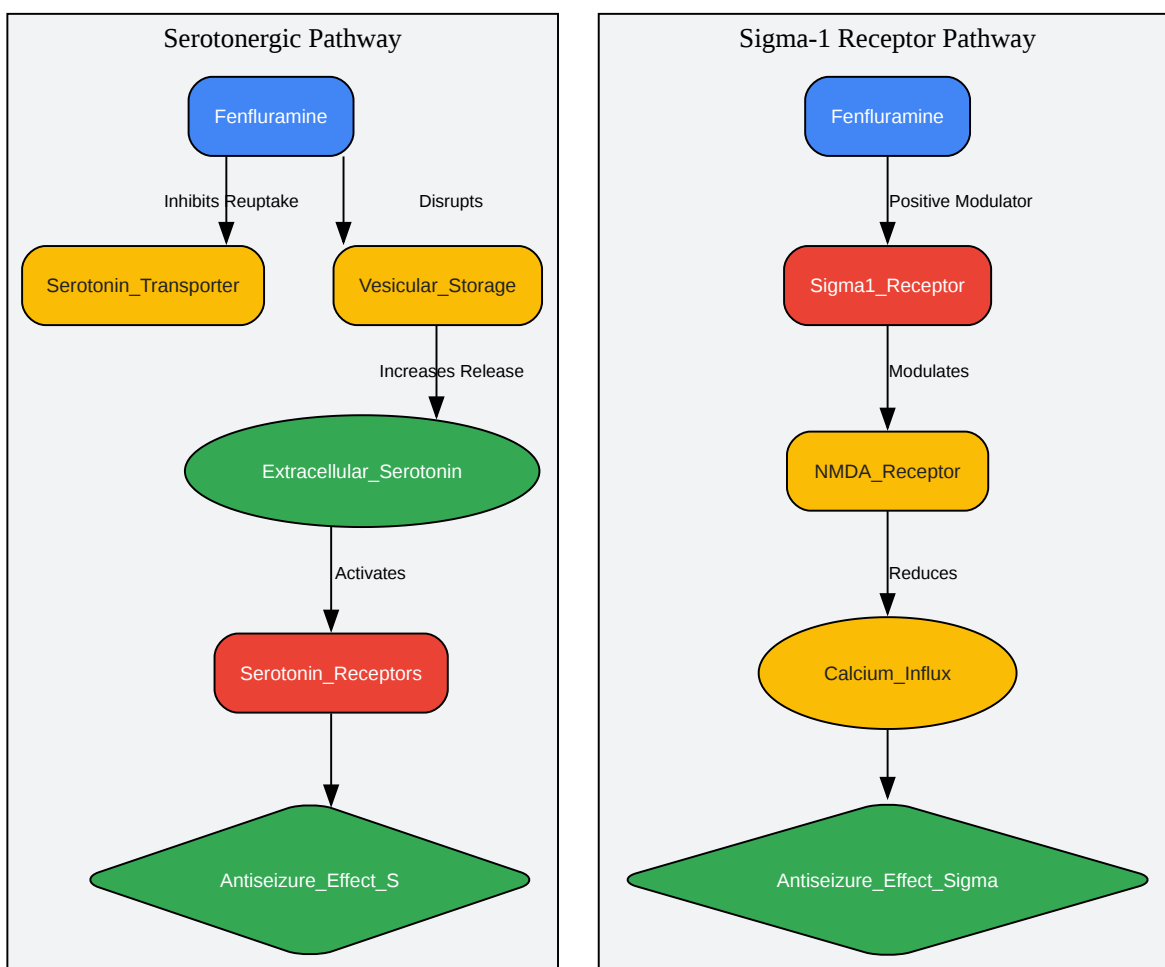 Serotonergic Pathway
Fenfluramine
Inhibits Reuptake
Disrupts
Serotonin_Transporter
Vesicular_Storage
Increases Release
Extracellular_Serotonin
Activates
Serotonin_Receptors
Antiseizure_Effect_S
Sigma-1 Receptor Pathway
Fenfluramine
Positive Modulator
Sigma1_Receptor
Modulates
NMDA_Receptor
Reduces
Calcium_Influx
Antiseizure_Effect_Sigma